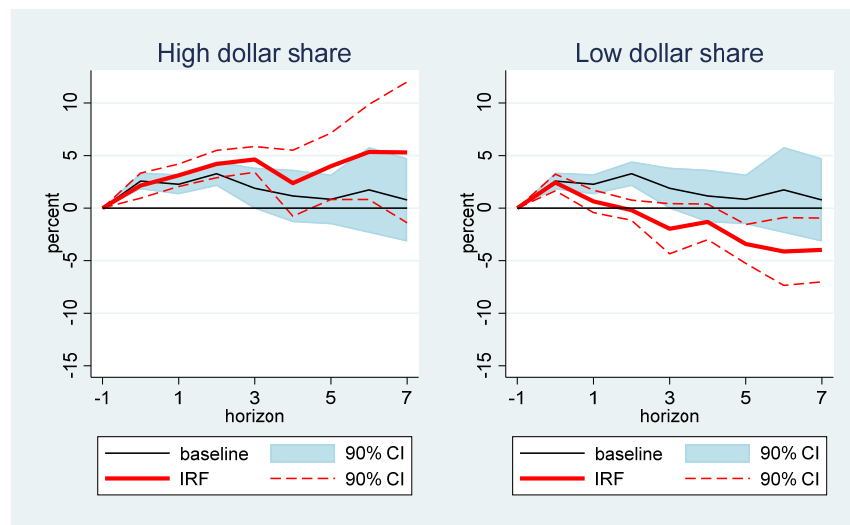 High dollar share
percent
10
5
0
-5
-10
-15
-1 1 3 5 7
horizon
baseline 90% CI
IRF 90% CI
Low dollar share
percent
10
5
0
-5
-10
-15
-1 1 3 5 7
horizon
baseline 90% CI
IRF 90% CI